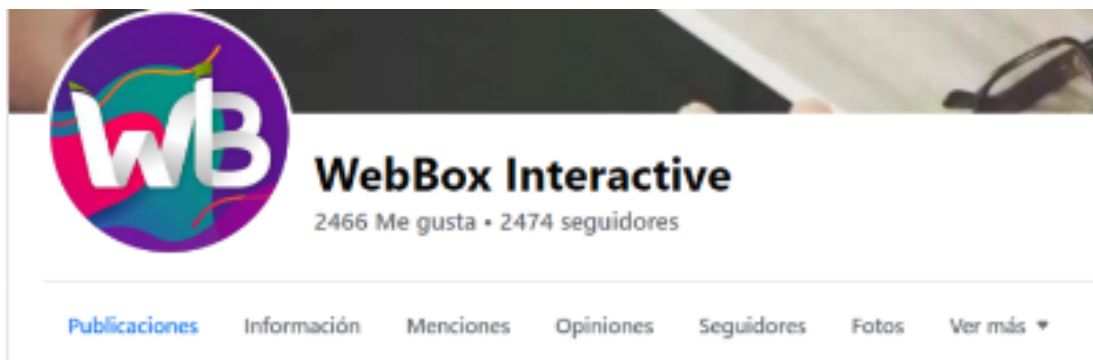 WB
WebBox Interactive
2466 Me gusta • 2474 seguidores
Publicaciones Información Menciones Opiniones Seguidores Fotos Ver más